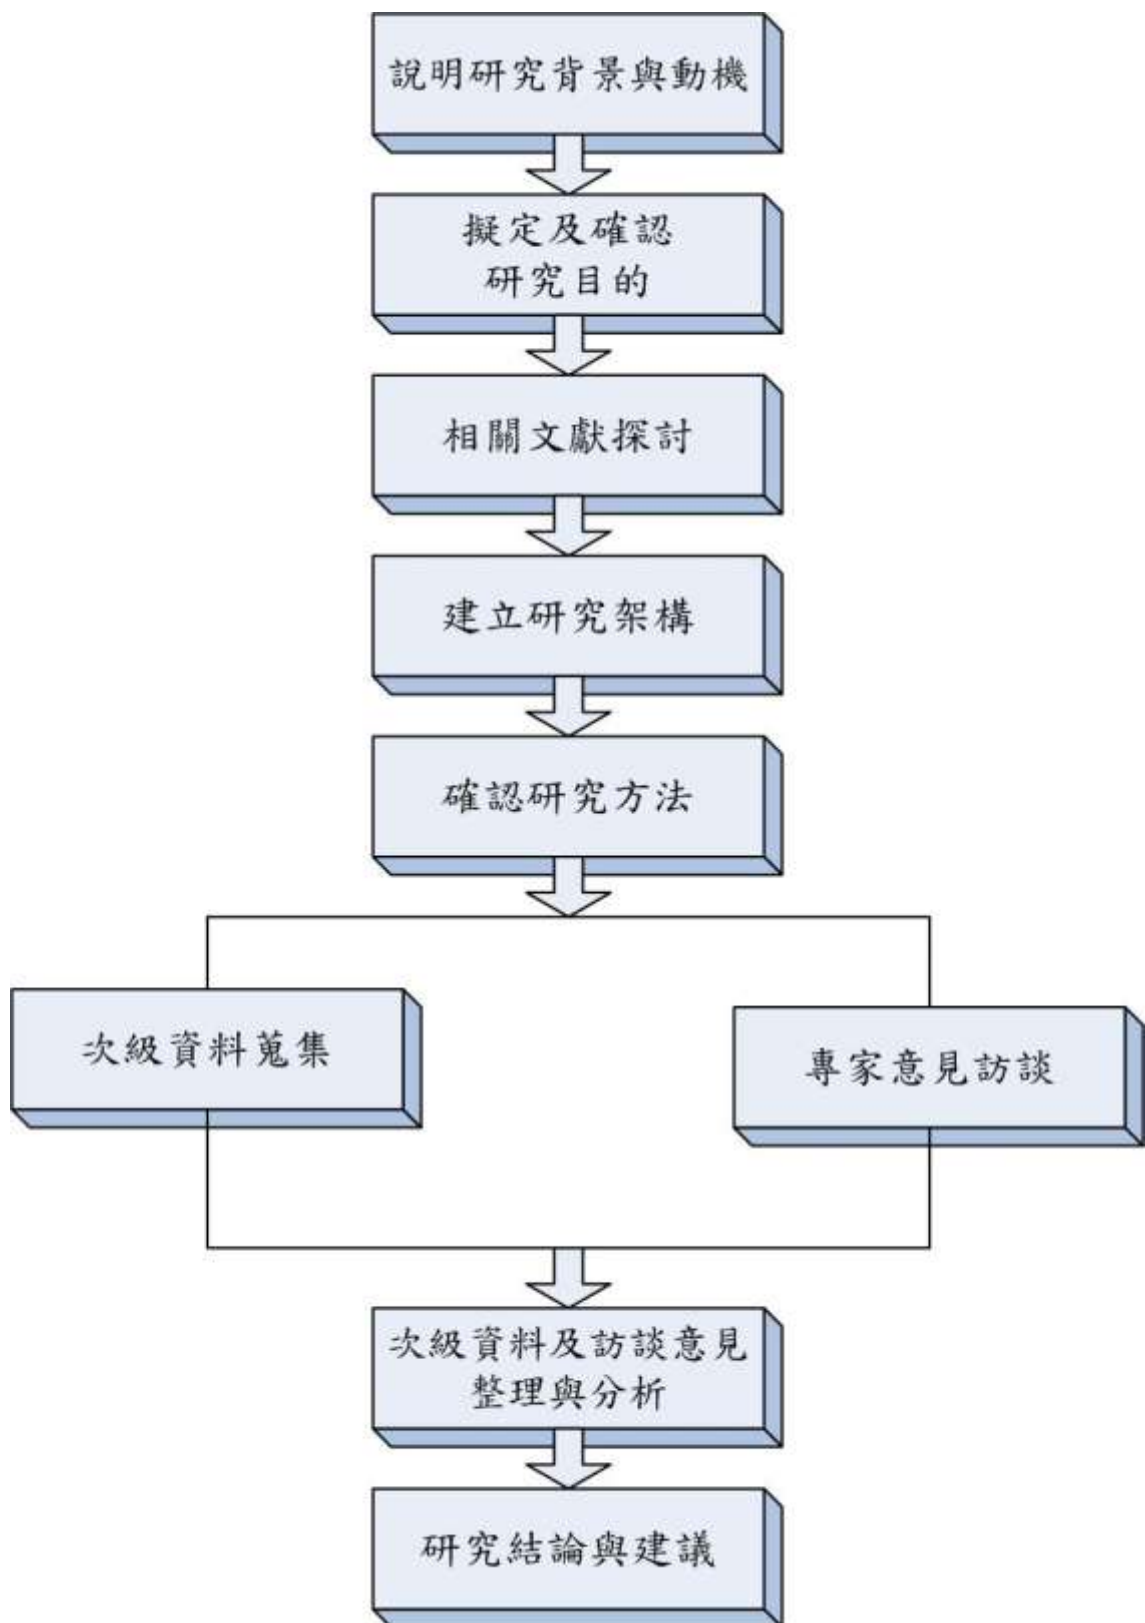 說明研究背景與動機
擬定及確認
研究目的
相關文獻探討
建立研究架構
確認研究方法
次級資料蒐集
專家意見訪談
次級資料及訪談意見
整理與分析
研究結論與建議